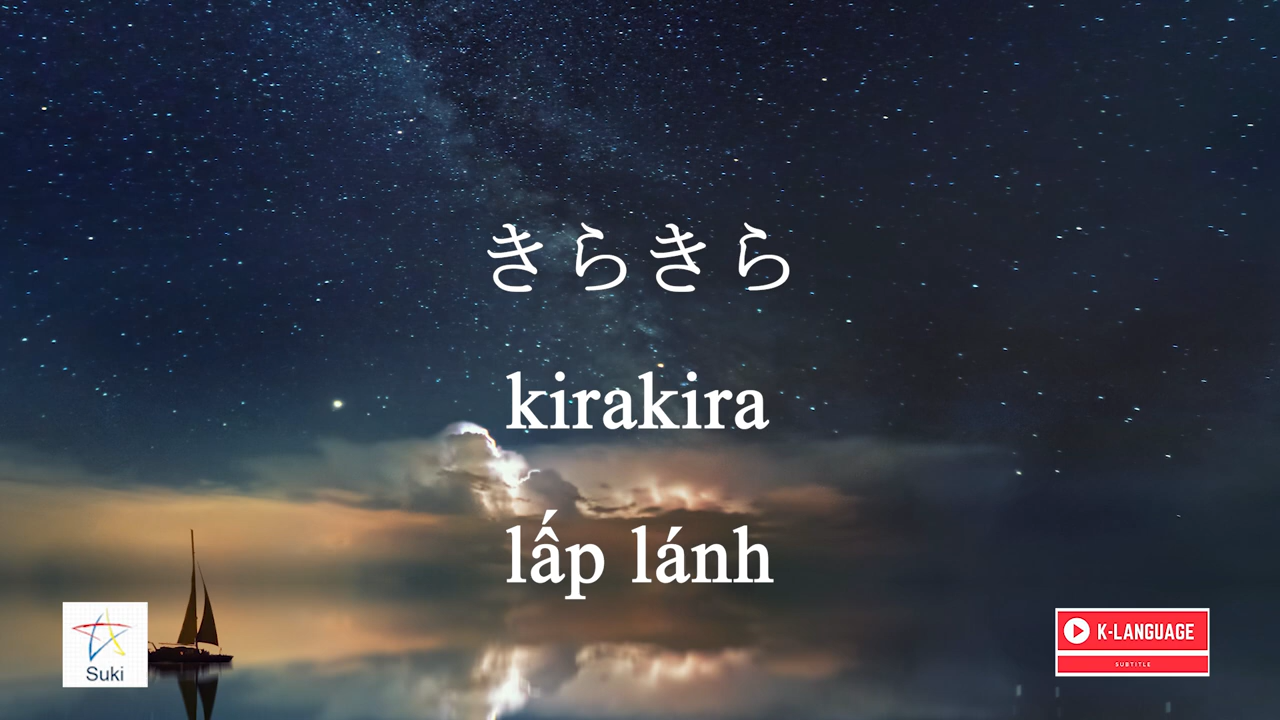 きらきら
kirakira
lấp lánh
Suki
K-LANGUAGE
SUBTITLE